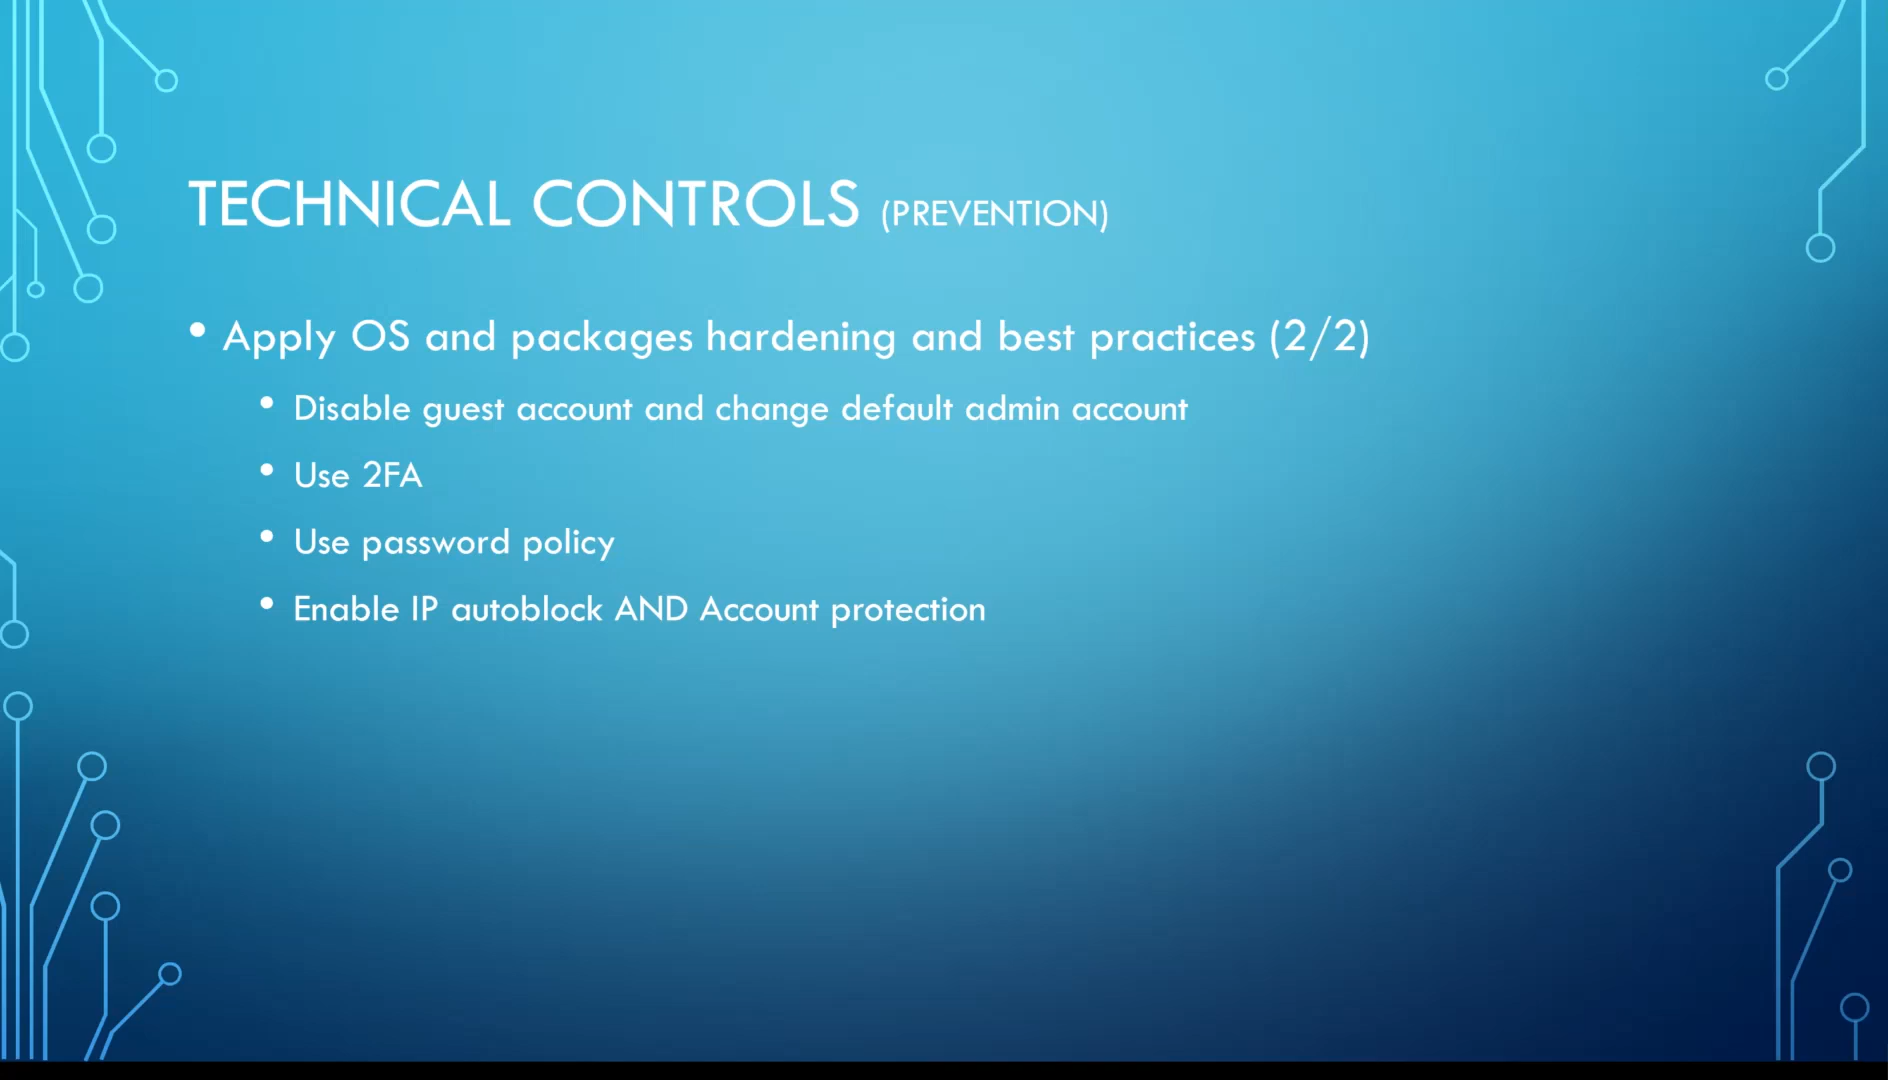 TECHNICAL CONTROLS (PREVENTION)
• Apply OS and packages hardening and best practices (2/2)
• Disable guest account and change default admin account
• Use 2FA
• Use password policy
• Enable IP autoblock AND Account protection